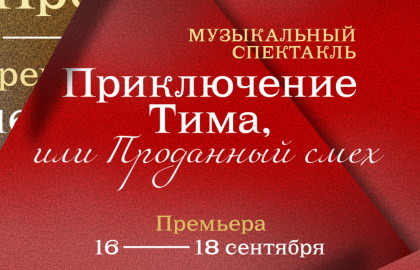 МУЗЫКАЛЬНЫЙ
СПЕКТАКЛЬ
Приключение
Тима,
или Проданный смех
Премьера
16 — 18 сентября